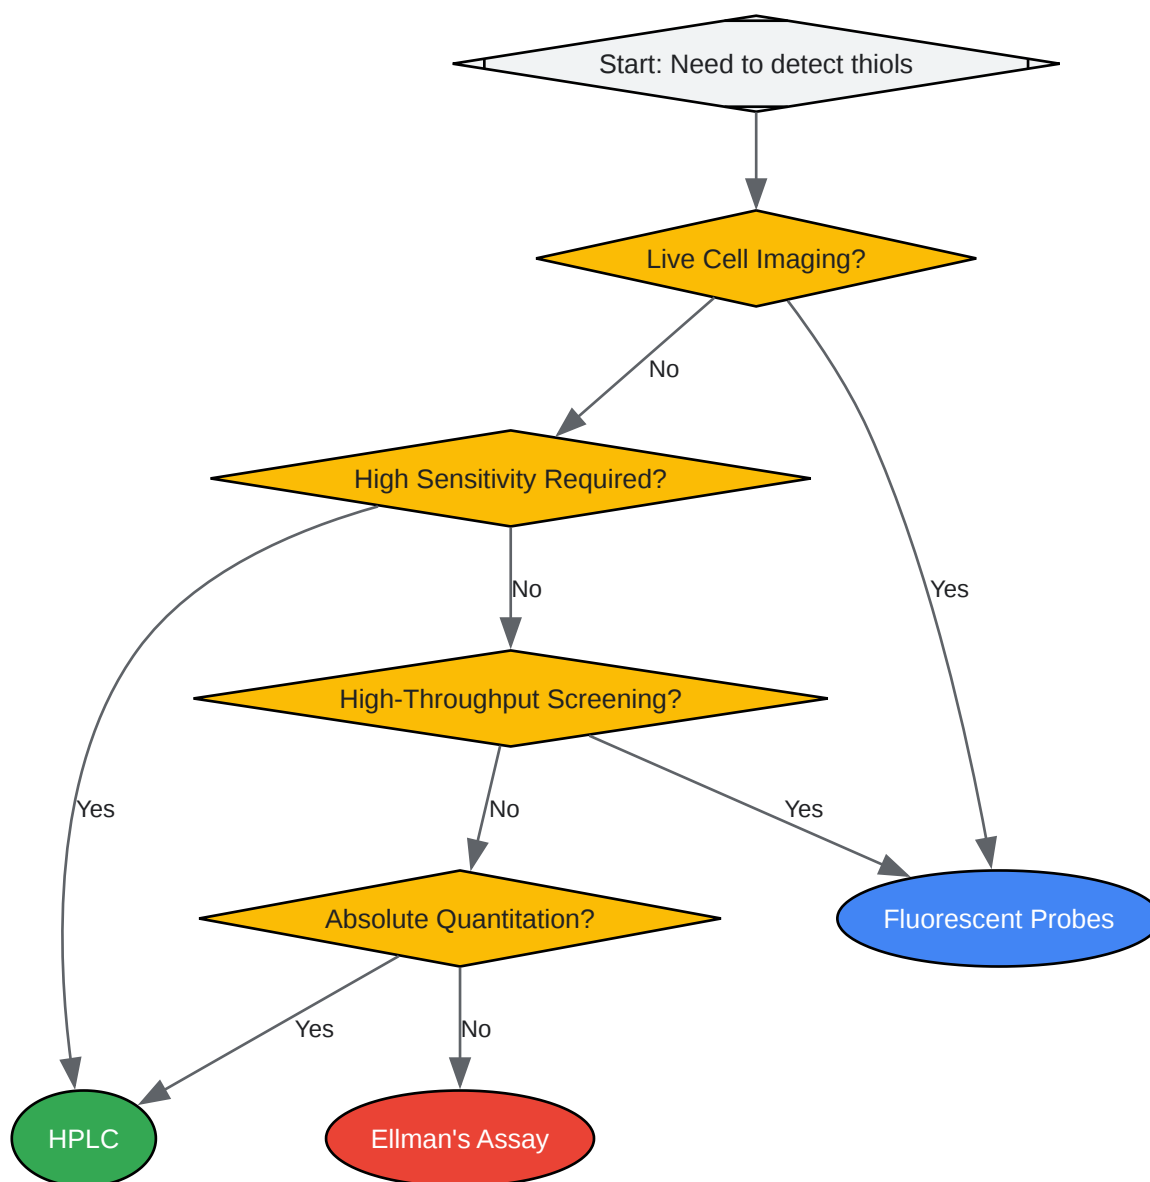 Start: Need to detect thiols
Live Cell Imaging?
No
High Sensitivity Required?
No
Yes
High-Throughput Screening?
Yes
No
Yes
Absolute Quantitation?
Fluorescent Probes
Yes
No
HPLC
Ellman's Assay